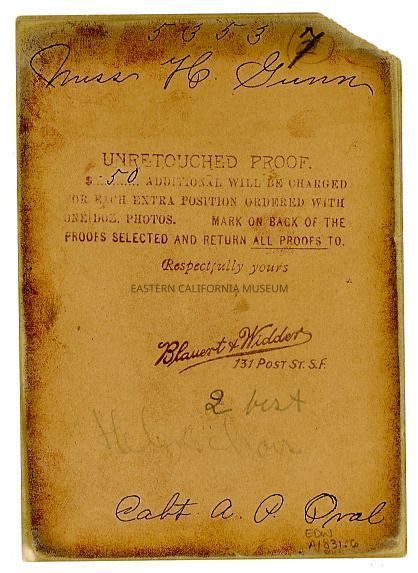 5353 7
Miss H. Gunn
UNRETOUCHED PROOF.
$ .50 ADDITIONAL WILL BE CHARGED
FOR EACH EXTRA POSITION ORDERED WITH
ONE DOZ. PHOTOS. MARK ON BACK OF THE
PROOFS SELECTED AND RETURN ALL PROOFS TO.
Respectfully yours
EASTERN CALIFORNIA MUSEUM
Blauert & Widder
131 POST ST. S.F.
2 best
Cabt. A. P. Oval
EDW
A1831.6